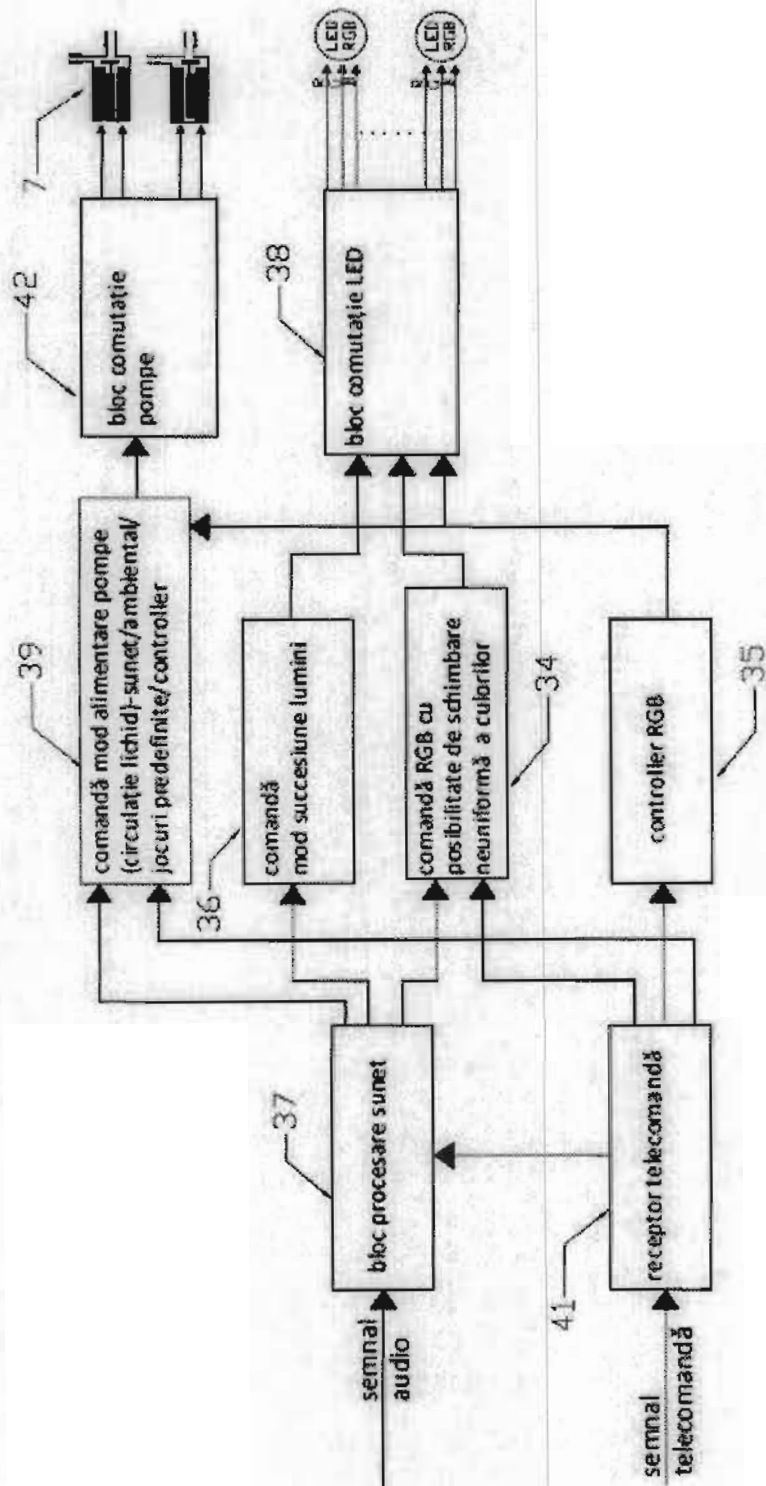 semnal
audio
semnal
telecomandă
37
bloc procesare sunet
41
receptor telecomandă
39
comandă mod alimentare pompe
(circulație lichid)-sunet/ambiental/
jocuri predefinite/controller
36
comandă
mod succesiune lumini
comandă RGB cu
posibilitate de schimbare
neuniformă a culorilor
34
controller RGB
35
42
bloc comutație
pompe
7
38
bloc comutație LED
R
LED
RGB
R
LED
RGB